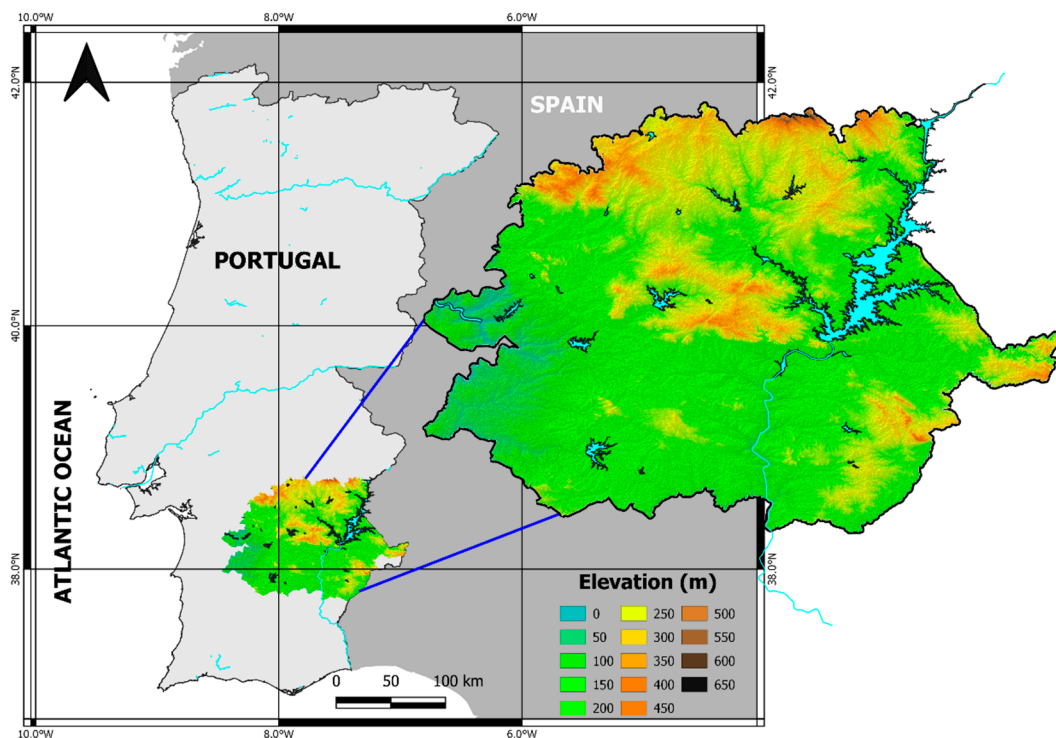 10.0°W
8.0°W
6.0°W
42.0°N
42.0°N
SPAIN
PORTUGAL
40.0°N
40.0°N
ATLANTIC OCEAN
38.0°N
38.0°N
Elevation (m)
0
50
100
150
200
250
300
350
400
450
500
550
600
650
0 50 100 km
10.0°W
8.0°W
6.0°W